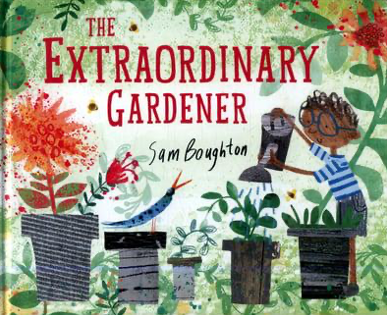 THE
EXTRAORDINARY
GARDENER
Sam Boughton